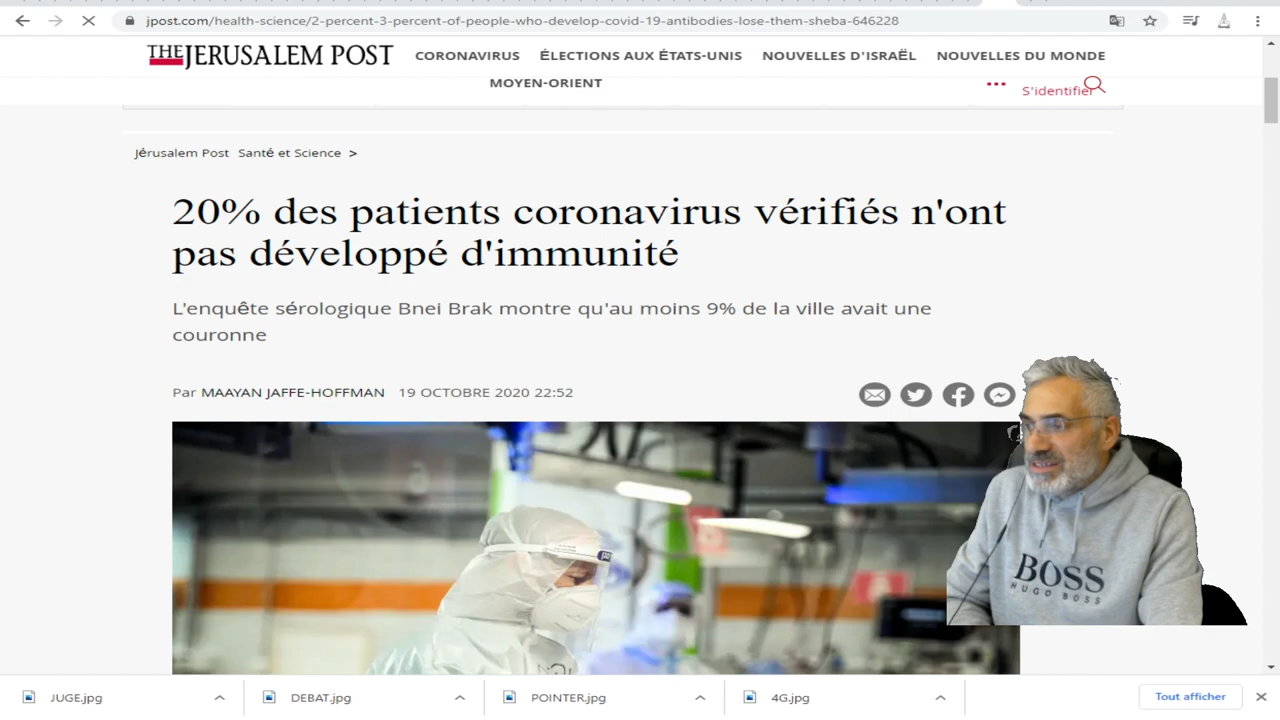 jpost.com/health-science/2-percent-3-percent-of-people-who-develop-covid-19-antibodies-lose-them-sheba-646228
THE JERUSALEM POST
CORONAVIRUS ÉLECTIONS AUX ÉTATS-UNIS NOUVELLES D'ISRAËL NOUVELLES DU MONDE
MOYEN-ORIENT
S'identifier
Jérusalem Post Santé et Science >
20% des patients coronavirus vérifiés n'ont
pas développé d'immunité
L'enquête sérologique Bnei Brak montre qu'au moins 9% de la ville avait une
couronne
Par MAAYAN JAFFE-HOFFMAN 19 OCTOBRE 2020 22:52
BOSS
HUGO BOSS
JUGE.jpg
DEBAT.jpg
POINTER.jpg
4G.jpg
Tout afficher